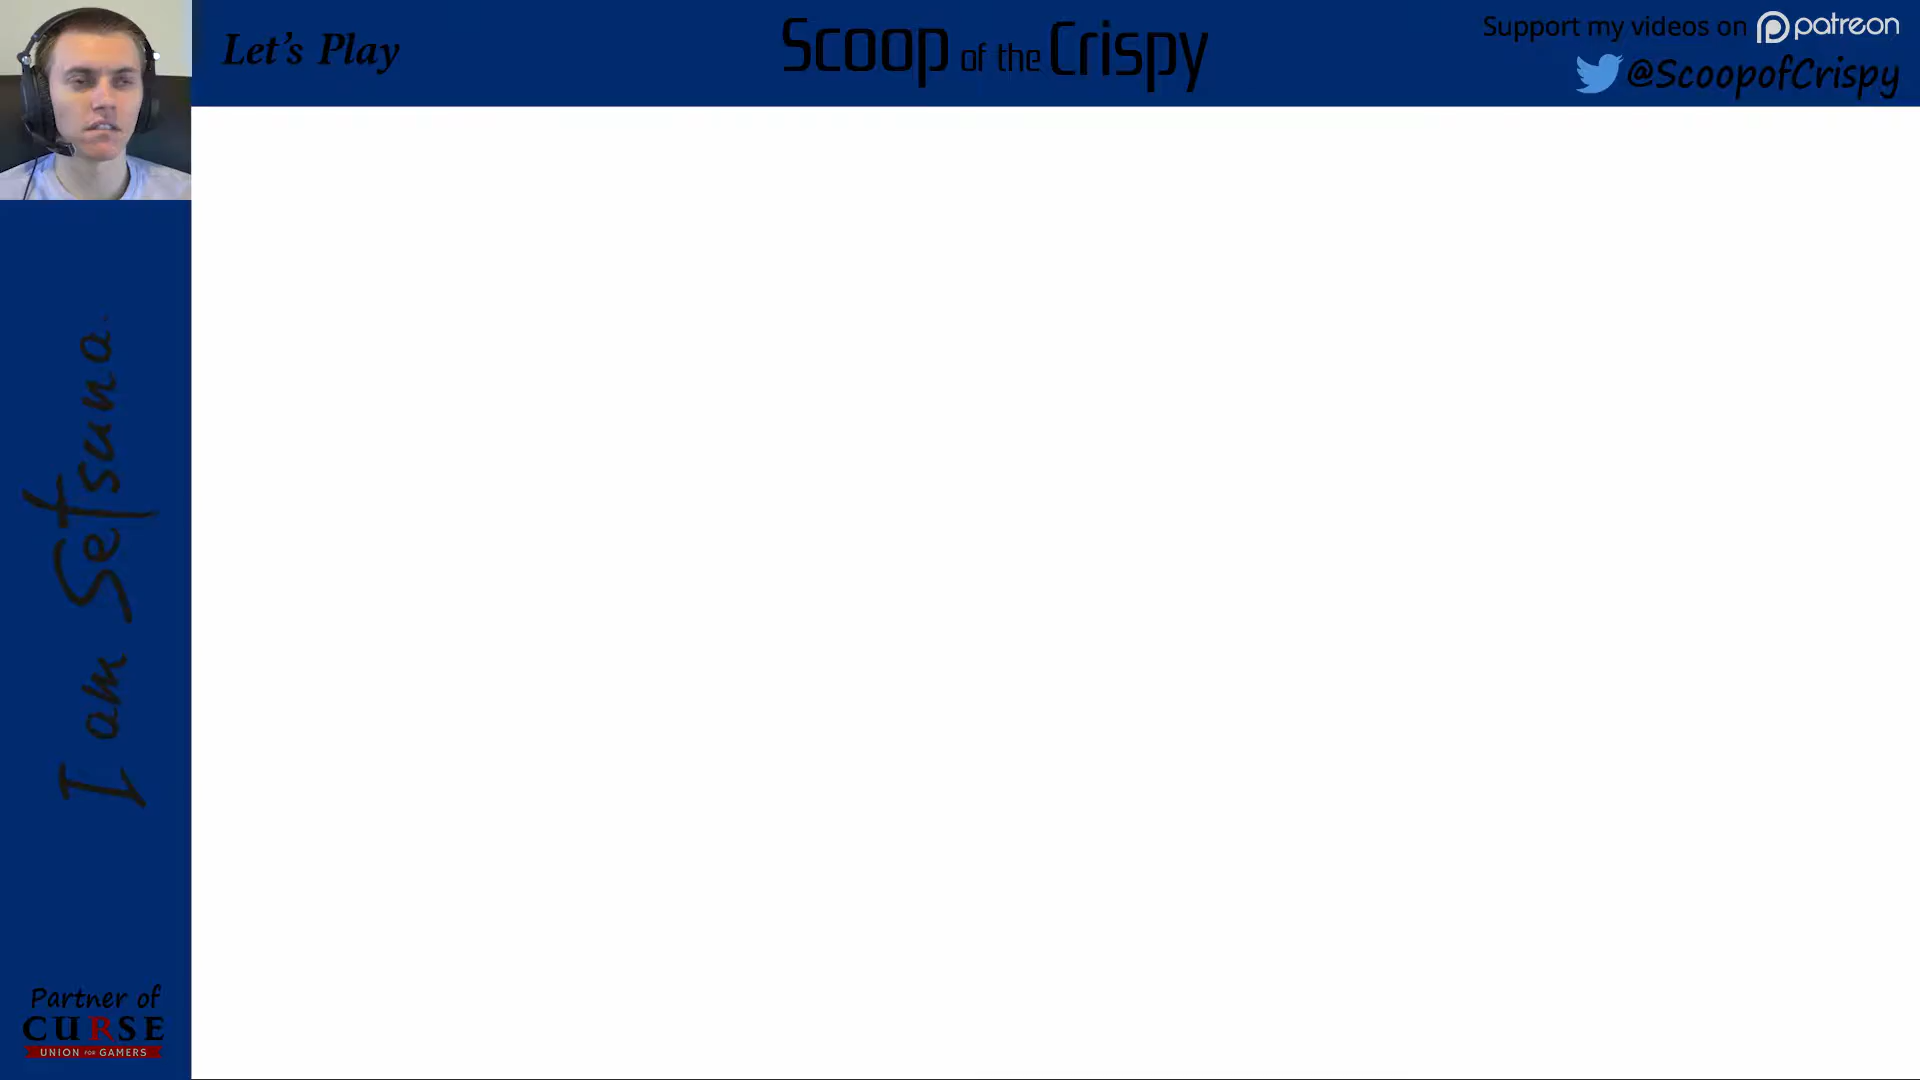 Let's Play
Scoop of the Crispy
Support my videos on patreon
@ScoopofCrispy
I am Setsuna.
Partner of
CURSE
UNION FOR GAMERS